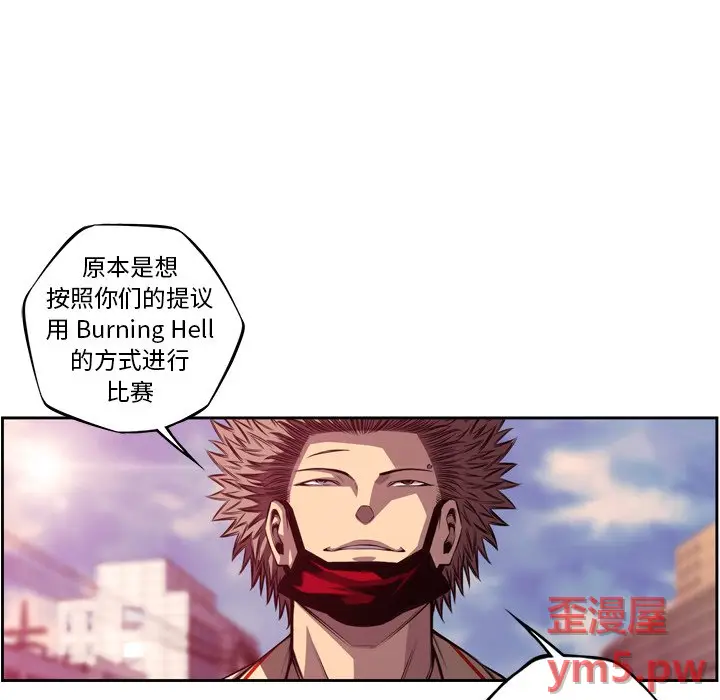 原本是想
按照你们的提议
用 Burning Hell
的方式进行
比赛
歪漫屋
ym5.pw